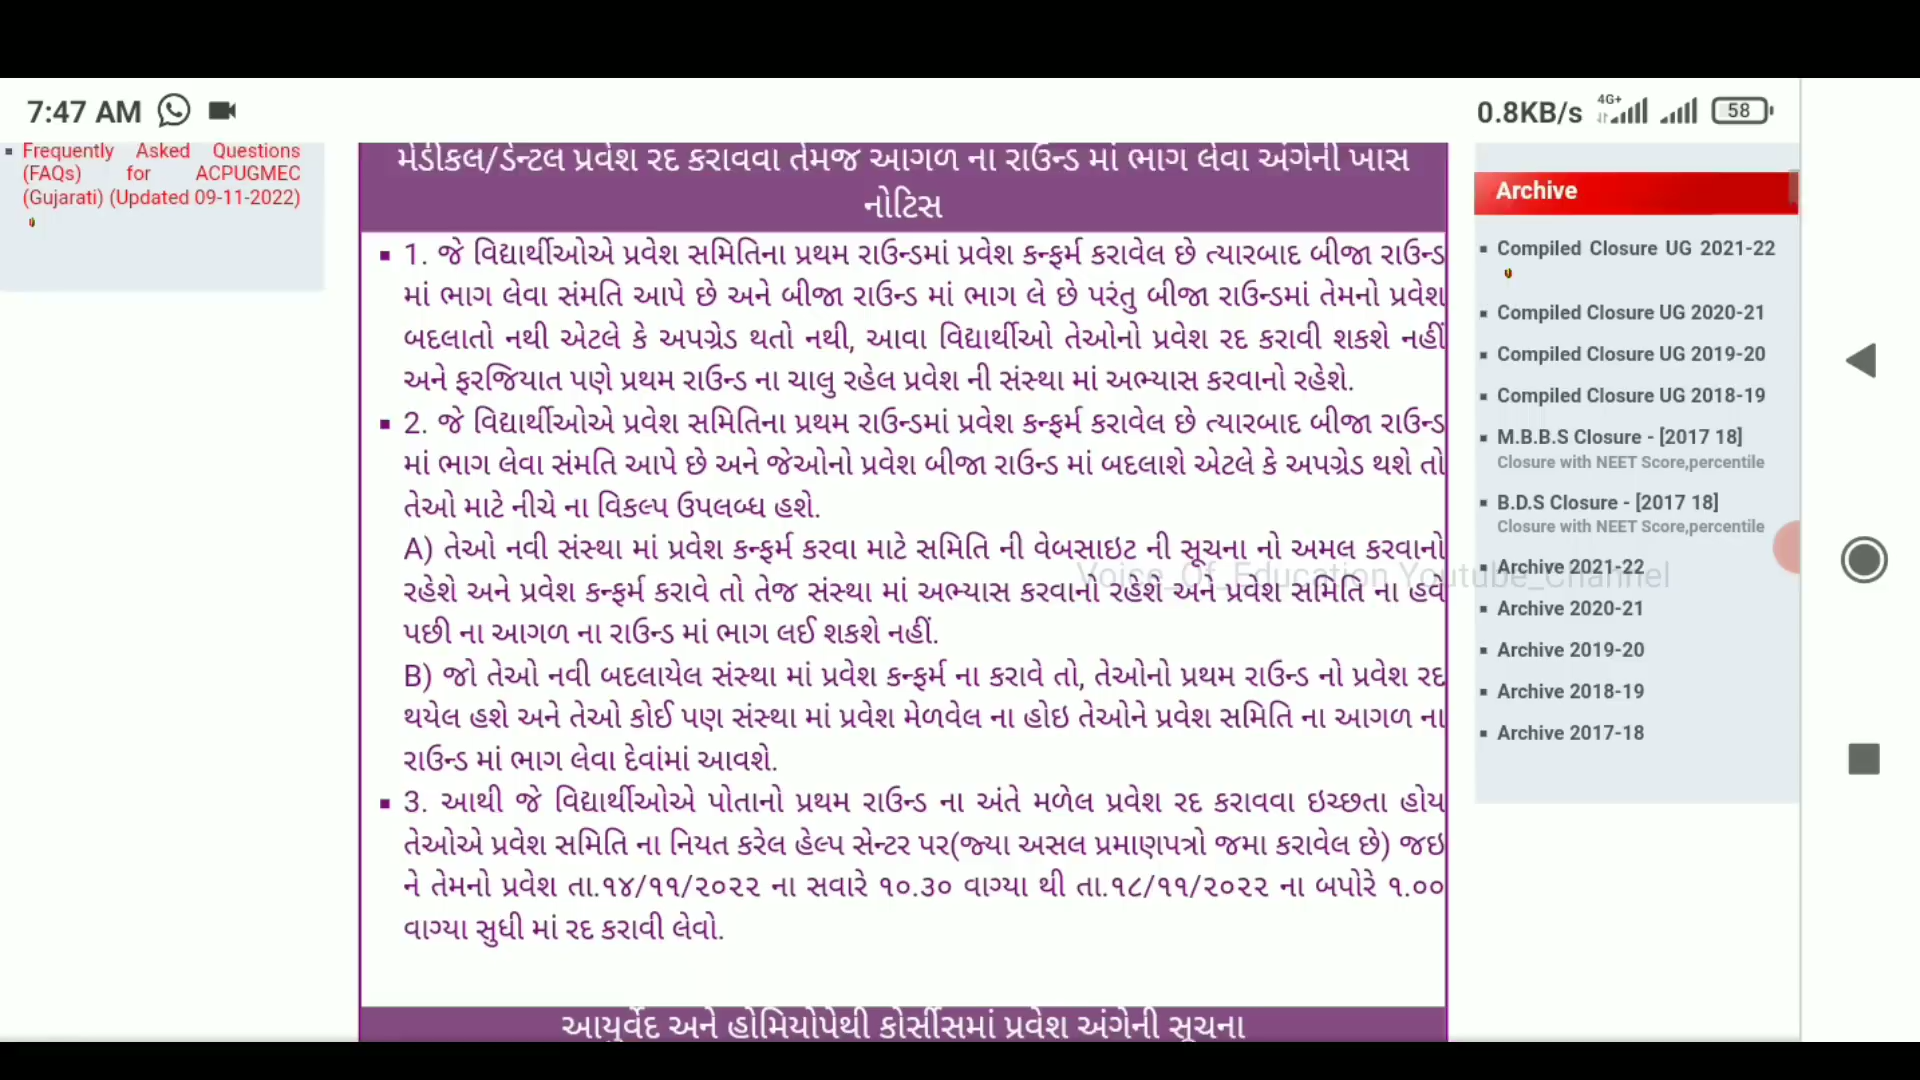 7:47 AM
0.8KB/s 4G+ 58
Frequently Asked Questions
(FAQs) for ACPUGMEC
(Gujarati) (Updated 09-11-2022)
મેડીકલ/ડેન્ટલ પ્રવેશ રદ કરાવવા તેમજ આગળ ના રાઉન્ડ માં ભાગ લેવા અંગેની ખાસ
નોટિસ
1. જે વિદ્યાર્થીઓએ પ્રવેશ સમિતિના પ્રથમ રાઉન્ડમાં પ્રવેશ કન્ફર્મ કરાવેલ છે ત્યારબાદ બીજા રાઉન્ડ
માં ભાગ લેવા સંમતિ આપે છે અને બીજા રાઉન્ડ માં ભાગ લે છે પરંતુ બીજા રાઉન્ડમાં તેમનો પ્રવેશ
બદલાતો નથી એટલે કે અપગ્રેડ થતો નથી, આવા વિદ્યાર્થીઓ તેઓનો પ્રવેશ રદ કરાવી શકશે નહીં
અને ફરજિયાત પણે પ્રથમ રાઉન્ડ ના ચાલુ રહેલ પ્રવેશ ની સંસ્થા માં અભ્યાસ કરવાનો રહેશે.
2. જે વિદ્યાર્થીઓએ પ્રવેશ સમિતિના પ્રથમ રાઉન્ડમાં પ્રવેશ કન્ફર્મ કરાવેલ છે ત્યારબાદ બીજા રાઉન્ડ
માં ભાગ લેવા સંમતિ આપે છે અને જેઓનો પ્રવેશ બીજા રાઉન્ડ માં બદલાશે એટલે કે અપગ્રેડ થશે તો
તેઓ માટે નીચે ના વિકલ્પ ઉપલબ્ધ હશે.
A) તેઓ નવી સંસ્થા માં પ્રવેશ કન્ફર્મ કરવા માટે સમિતિ ની વેબસાઇટ ની સૂચના નો અમલ કરવાનો
રહેશે અને પ્રવેશ કન્ફર્મ કરાવે તો તેજ સંસ્થા માં અભ્યાસ કરવાનો રહેશે અને પ્રવેશ સમિતિ ના હવે
પછી ના આગળ ના રાઉન્ડ માં ભાગ લઈ શકશે નહીં.
B) જો તેઓ નવી બદલાયેલ સંસ્થા માં પ્રવેશ કન્ફર્મ ના કરાવે તો, તેઓનો પ્રથમ રાઉન્ડ નો પ્રવેશ રદ
થયેલ હશે અને તેઓ કોઈ પણ સંસ્થા માં પ્રવેશ મેળવેલ ના હોઇ તેઓને પ્રવેશ સમિતિ ના આગળ ના
રાઉન્ડ માં ભાગ લેવા દેવાંમાં આવશે.
3. આથી જે વિદ્યાર્થીઓએ પોતાનો પ્રથમ રાઉન્ડ ના અંતે મળેલ પ્રવેશ રદ કરાવવા ઇચ્છતા હોય
તેઓએ પ્રવેશ સમિતિ ના નિયત કરેલ હેલ્પ સેન્ટર પર(જ્યા અસલ પ્રમાણપત્રો જમા કરાવેલ છે) જઇ
ને તેમનો પ્રવેશ તા.૧૪/૧૧/૨૦૨૨ ના સવારે ૧૦.૩૦ વાગ્યા થી તા.૧૮/૧૧/૨૦૨૨ ના બપોરે ૧.૦૦
વાગ્યા સુધી માં રદ કરાવી લેવો.
આયુર્વેદ અને હોમિયોપેથી કોર્સીસમાં પ્રવેશ અંગેની સૂચના
Archive
Compiled Closure UG 2021-22
Compiled Closure UG 2020-21
Compiled Closure UG 2019-20
Compiled Closure UG 2018-19
M.B.B.S Closure - [2017 18]
Closure with NEET Score,percentile
B.D.S Closure - [2017 18]
Closure with NEET Score,percentile
Archive 2021-22
Archive 2020-21
Archive 2019-20
Archive 2018-19
Archive 2017-18
Voise_Of_Education Youtube_Channel